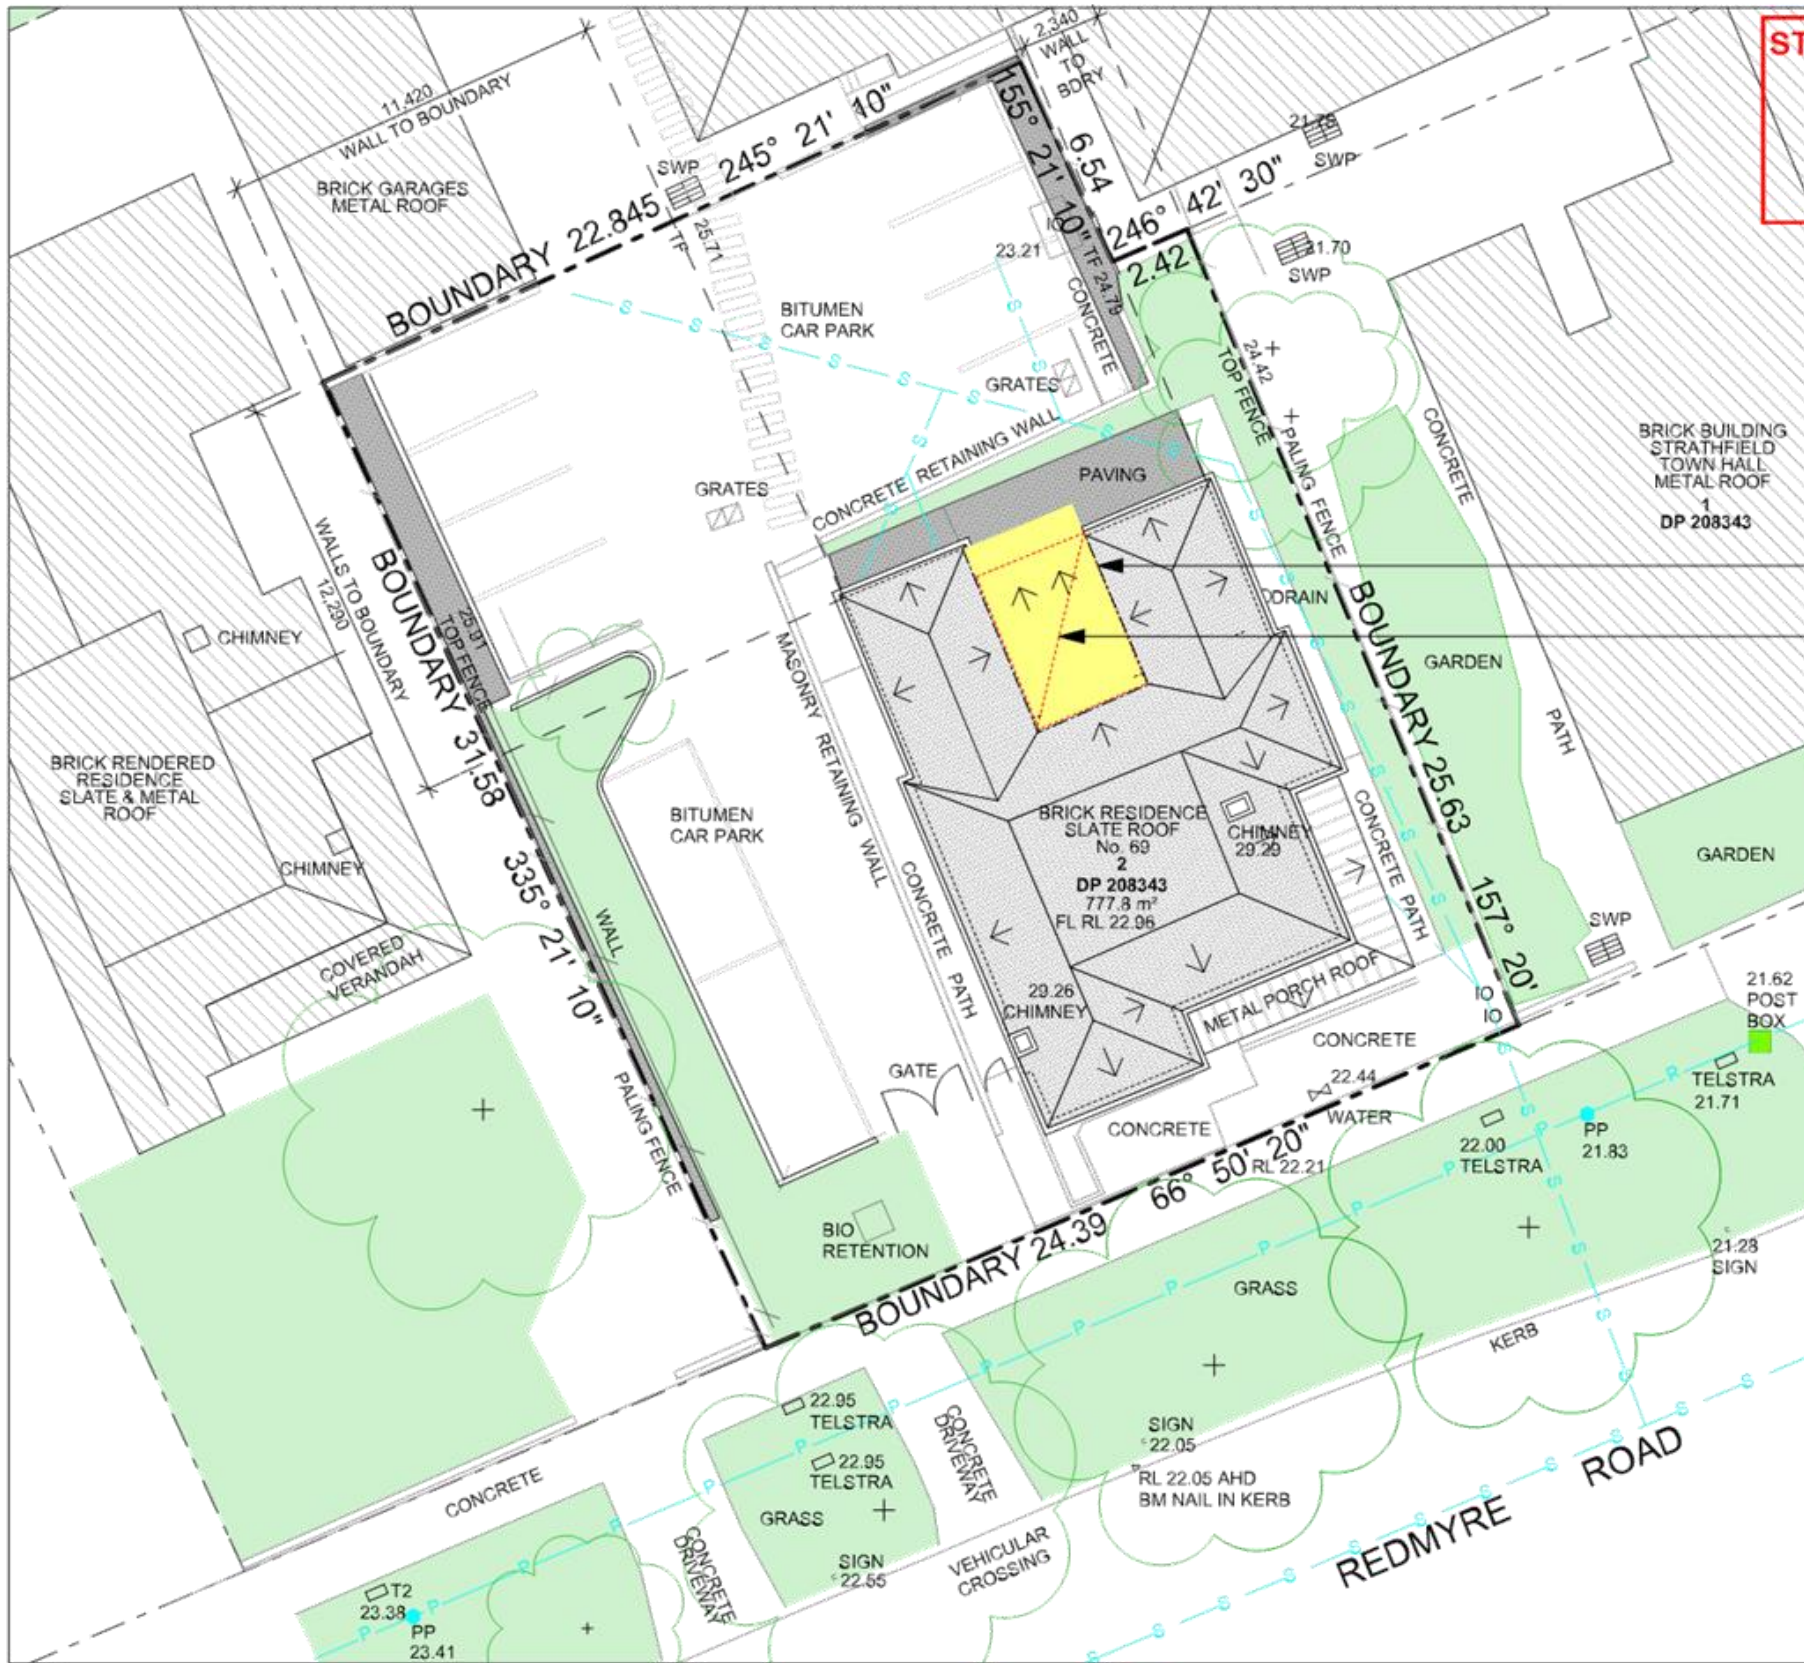 2.340
WALL
TO
BDRY
ST
11.420
WALL TO BOUNDARY
BRICK GARAGES
METAL ROOF
SWP
245° 21' 10"
155° 21' 10"
6.54
21.78
SWP
BOUNDARY 22.845
TF
25.71
23.21
TF 24.79
246° 42' 30"
2.42
21.70
SWP
BITUMEN
CAR PARK
CONCRETE
GRATES
24.42
TOP FENCE
PALING FENCE
CONCRETE
BRICK BUILDING
STRATHFIELD
TOWN HALL
METAL ROOF
1
DP 208343
GRATES
CONCRETE RETAINING WALL
PAVING
WALLS TO BOUNDARY
12.290
BOUNDARY 31.58
335° 21' 10"
25.91
TOP FENCE
CHIMNEY
MASONRY RETAINING WALL
DRAIN
BOUNDARY 25.63
157° 20'
GARDEN
PATH
BRICK RENDERED
RESIDENCE
SLATE & METAL
ROOF
CHIMNEY
BITUMEN
CAR PARK
BRICK RESIDENCE
SLATE ROOF
No. 69
2
DP 208343
777.8 m²
FL RL 22.96
CHIMNEY
29.29
CONCRETE PATH
GARDEN
CONCRETE PATH
WALL
COVERED
VERANDAH
SWP
29.26
CHIMNEY
METAL PORCH ROOF
IO
IO
21.62
POST
BOX
CONCRETE
GATE
22.44
WATER
TELSTRA
21.71
PALING FENCE
CONCRETE
22.00
TELSTRA
PP
21.83
RL 22.21
66° 50' 20"
BIO
RETENTION
BOUNDARY 24.39
21.28
SIGN
GRASS
KERB
22.95
TELSTRA
22.95
TELSTRA
CONCRETE
DRIVEWAY
SIGN
22.05
RL 22.05 AHD
BM NAIL IN KERB
CONCRETE
GRASS
CONCRETE
DRIVEWAY
SIGN
22.55
VEHICULAR
CROSSING
REDMYRE ROAD
T2
23.38
PP
23.41